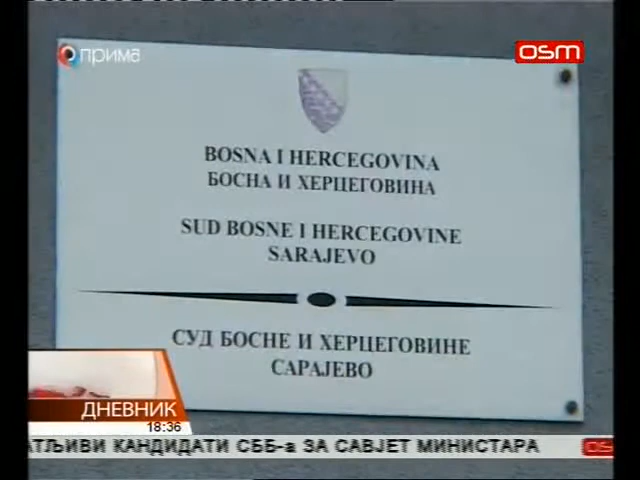 прима
OSM
BOSNA I HERCEGOVINA
БОСНА И ХЕРЦЕГОВИНА
SUD BOSNE I HERCEGOVINE
SARAJEVO
СУД БОСНЕ И ХЕРЦЕГОВИНЕ
САРАЈЕВО
ДНЕВНИК
18:36
КАНДИДАТИ СББ-а ЗА САВЈЕТ МИНИСТАРА